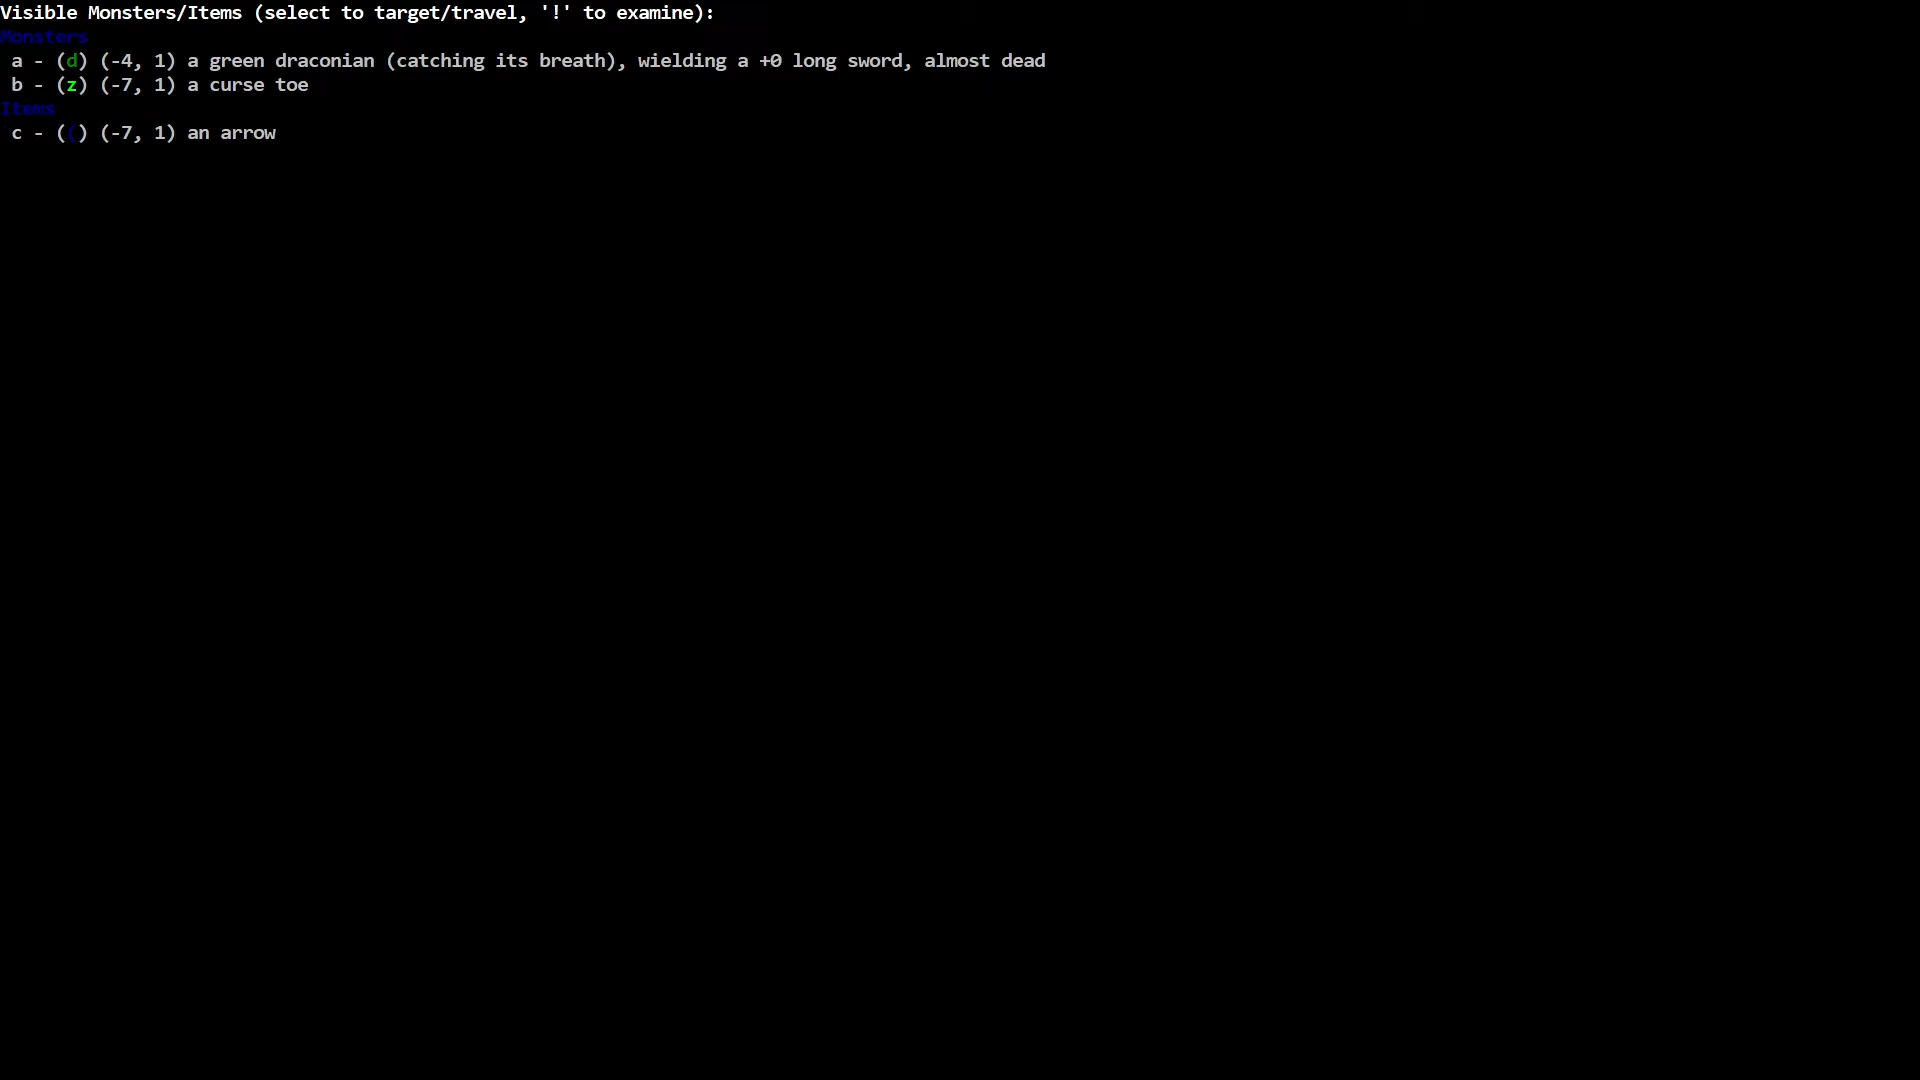 Visible Monsters/Items (select to target/travel, '!' to examine):
Monsters
a - (d) (-4, 1) a green draconian (catching its breath), wielding a +0 long sword, almost dead
b - (z) (-7, 1) a curse toe
Items
c - (() (-7, 1) an arrow